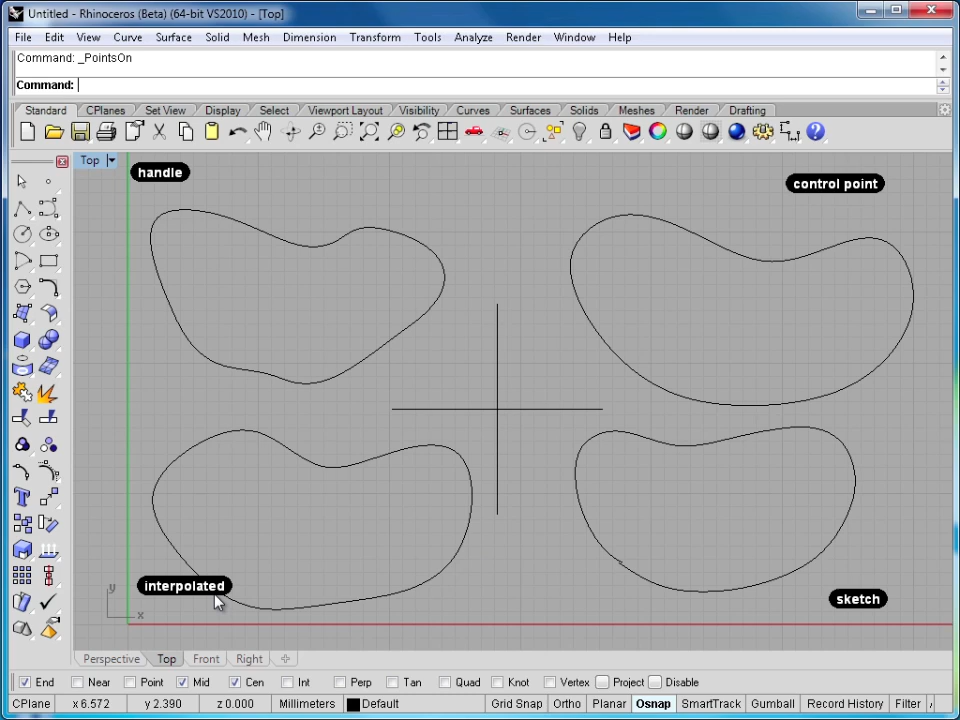 Untitled - Rhinoceros (Beta) (64-bit VS2010) - [Top]
File Edit View Curve Surface Solid Mesh Dimension Transform Tools Analyze Render Window Help
Command: _PointsOn
Command:
Standard CPlanes Set View Display Select Viewport Layout Visibility Curves Surfaces Solids Meshes Render Drafting
Top
handle
control point
interpolated
sketch
y
x
Perspective Top Front Right
End Near Point Mid Cen Int Perp Tan Quad Knot Vertex Project Disable
CPlane x 6.572 y 2.390 z 0.000 Millimeters Default Grid Snap Ortho Planar Osnap SmartTrack Gumball Record History Filter